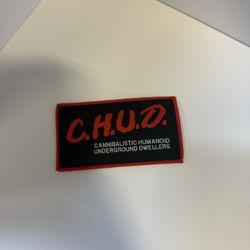 C.H.U.D.
CANNIBALISTIC HUMANOID
UNDERGROUND DWELLERS.